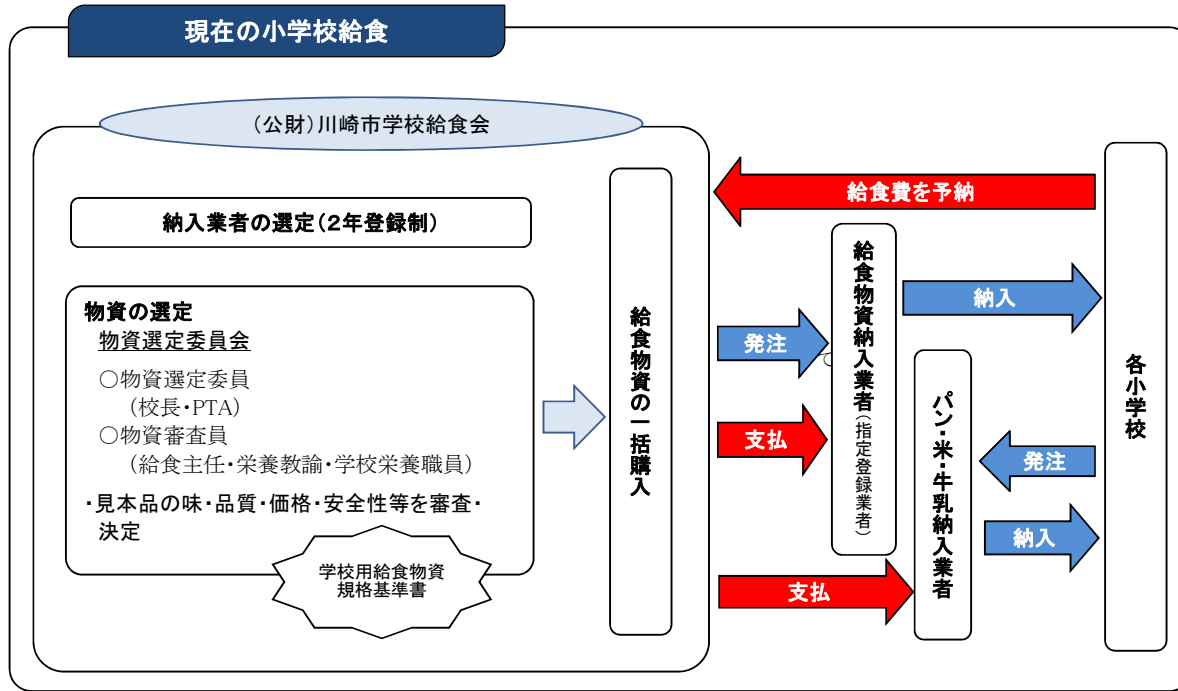 現在の小学校給食
(公財)川崎市学校給食会
納入業者の選定(2年登録制)
物資の選定
物資選定委員会
○物資選定委員
(校長・PTA)
○物資審査員
(給食主任・栄養教諭・学校栄養職員)
・見本品の味・品質・価格・安全性等を審査・
決定
学校用給食物資
規格基準書
給食物資の一括購入
給食費を予納
発注
支払
支払
給食物資納入業者(指定登録業者)
納入
パン・米・牛乳納入業者
発注
納入
各小学校